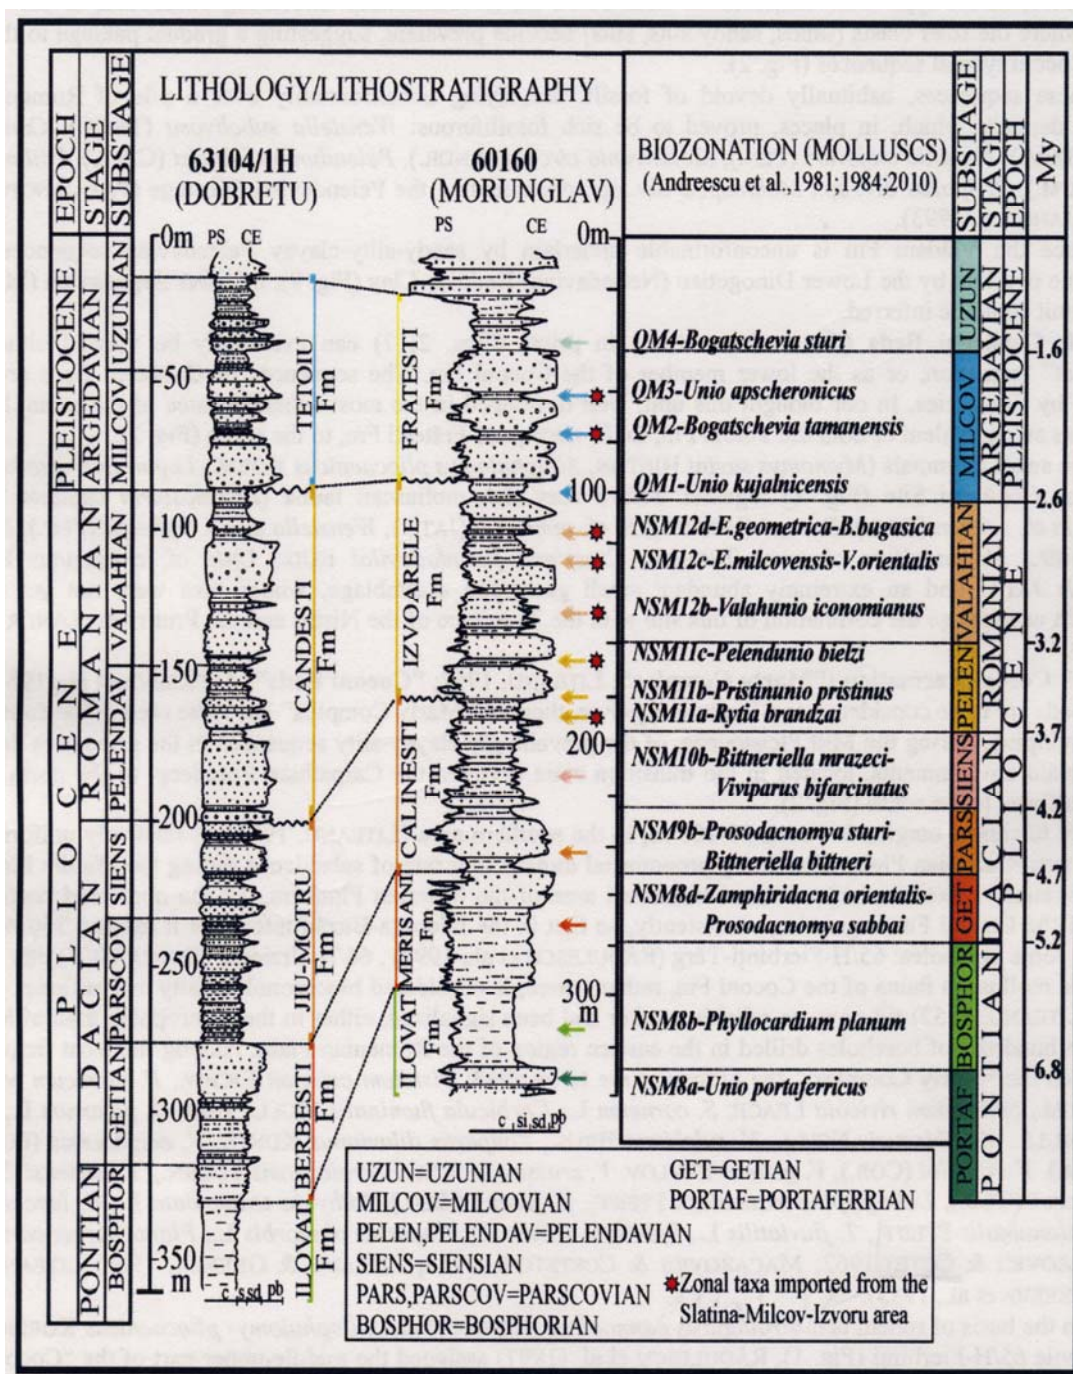 EPOTH
STAGE
SUBSTAGE
LITHOLOGY/LITHOSTRATIGRAPHY
63104/1H
(DOBRETU)
60160
(MORUNGLAV)
BIOZONATION (MOLLUSCS)
(Andreescu et al., 1981;1984;2010)
SUBSTAGE
STAGE
EPOTCH
My
PS CE
PS CE
0m
50
100
150
200
250
300
350
m
0m
100
200
300
m
PLEISTOCENE
PLIOCENE
ARGEDAVIAN
ROMANIAN
DACIAN
PONTIAN
MILCOV UZUNIAN
VALAHIAN
PELENDAV
SIENS
PARSCOV
GETTIAN
BOSPHOR
TETOIU
Fm
CANDESTI
Fm
JIU-MOTRU
Fm
BERBESTI
Fm
ILOVAT
Fm
FRATESTI
Fm
IZVOARELE
Fm
CALINESTI
Fm
MERISANI
Fm
ILOVAT
Fm
QM4-Bogatschevia sturi
QM3-Unio apscheronicus
QM2-Bogatschevia tamanensis
QM1-Unio kujalnicensis
NSM12d-E.geometrica-B.bugasica
NSM12c-E.milcovensis-V.orientalis
NSM12b-Valahunio iconomianus
NSM11c-Pelendunio bielzi
NSM11b-Pristinunio pristinus
NSM11a-Rytia brandzai
NSM10b-Bittneriella mrazeci-
Viviparus bifarcinatus
NSM9b-Prosodacnomya sturi-
Bittneriella bittneri
NSM8d-Zamphiridacna orientalis-
Prosodacnomya sabbai
NSM8b-Phyllocardium planum
NSM8a-Unio portaferricus
UZUN
MILCOV
VALAHIAN
PELEN
SIENS
PARS
GET
BOSPHOR
PORTAF
ARGEDAVIAN
ROMANIAN
DACIAN
PONTIAN
PLISTOCENE
PLIOCENE
1.6
2.6
3.2
3.7
4.2
4.7
5.2
6.8
c si sd pb
c s sd pb
UZUN=UZUNIAN
MILCOV=MILCOVIAN
PELEN,PELENDAV=PELENDAVIAN
SIENS=SIENSIAN
PARS,PARSCOV=PARSCOVIAN
BOSPHOR=BOSPHORIAN
GET=GETIAN
PORTAF=PORTAFERRIAN
Zonal taxa imported from the
Slatina-Milcov-Izvoru area